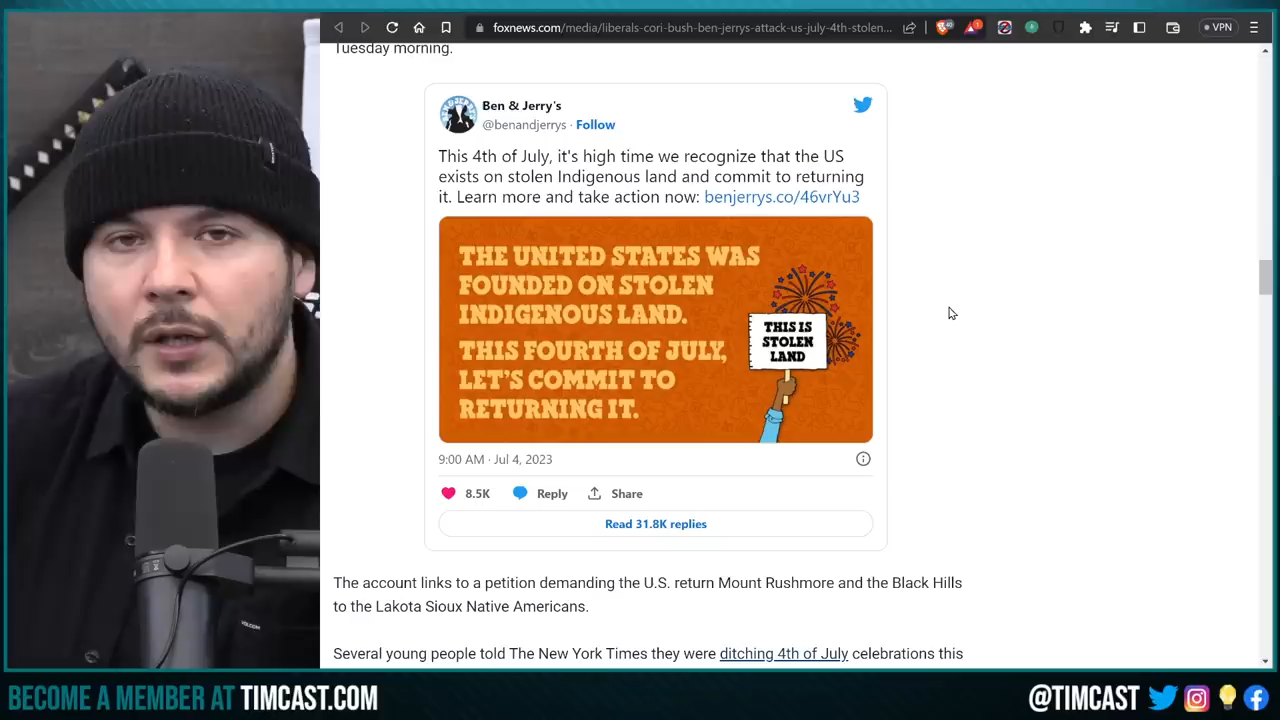 foxnews.com/media/liberals-cori-bush-ben-jerrys-attack-us-july-4th-stolen...
VPN
Tuesday morning.
Ben & Jerry's
@benandjerrys · Follow
This 4th of July, it's high time we recognize that the US
exists on stolen Indigenous land and commit to returning
it. Learn more and take action now: benjerrys.co/46vrYu3
THE UNITED STATES WAS
FOUNDED ON STOLEN
INDIGENOUS LAND.
THIS FOURTH OF JULY,
LET'S COMMIT TO
RETURNING IT.
THIS IS
STOLEN
LAND
9:00 AM · Jul 4, 2023
8.5K
Reply
Share
Read 31.8K replies
The account links to a petition demanding the U.S. return Mount Rushmore and the Black Hills
to the Lakota Sioux Native Americans.
Several young people told The New York Times they were ditching 4th of July celebrations this
BECOME A MEMBER AT TIMCAST.COM
@TIMCAST